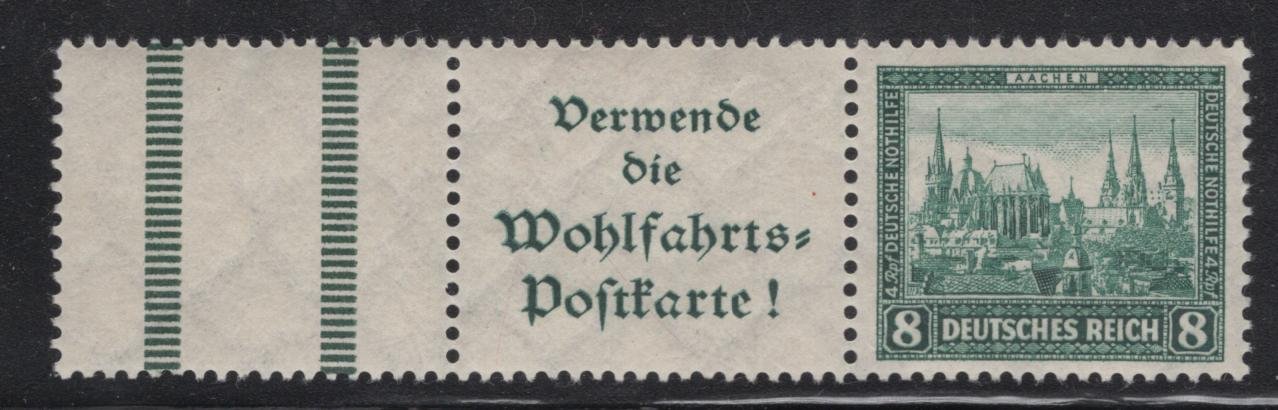 Verwende
die
Wohlfahrts-
Postkarte!
AACHEN
4 Rpf DEUTSCHE NOTHILFE
DEUTSCHE NOTHILFE 4 Rpf
8 DEUTSCHES REICH 8